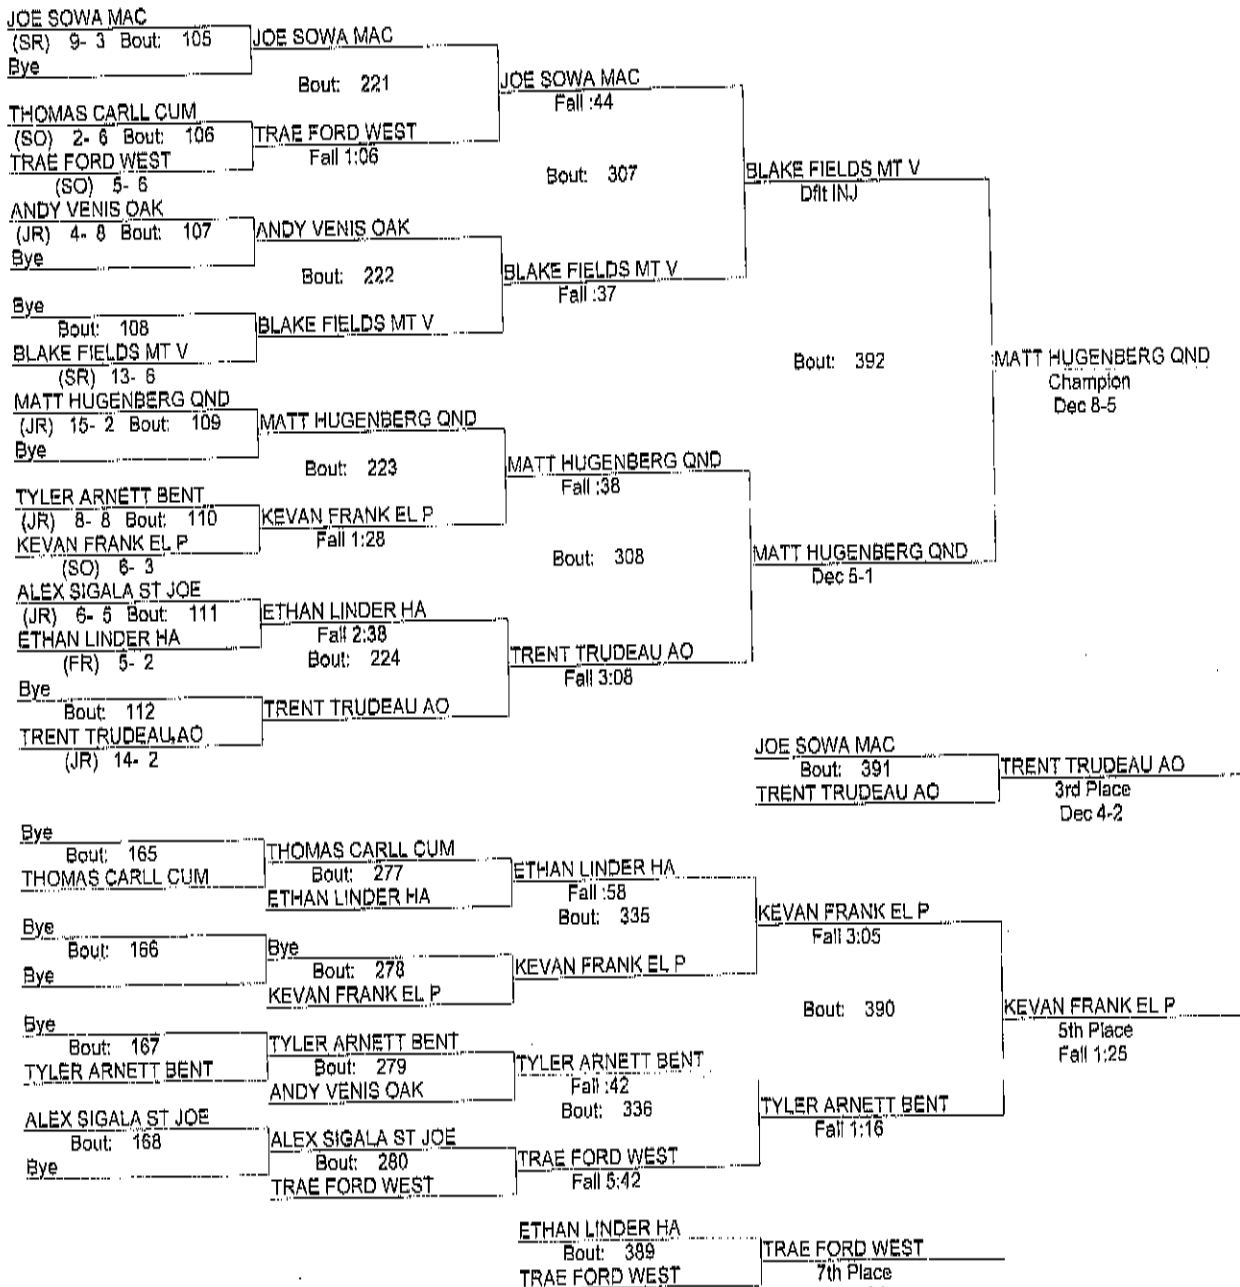 JOE SOWA MAC
(SR) 9- 3 Bout: 105
Bye
JOE SOWA MAC
Bout: 221
THOMAS CARLL CUM
(SO) 2- 6 Bout: 106
TRAE FORD WEST
(SO) 5- 6
TRAE FORD WEST
Fall 1:06
JOE SOWA MAC
Fall :44
Bout: 307
ANDY VENIS OAK
(JR) 4- 8 Bout: 107
Bye
ANDY VENIS OAK
Bout: 222
Bye
Bout: 108
BLAKE FIELDS MT V
(SR) 13- 6
BLAKE FIELDS MT V
BLAKE FIELDS MT V
Fall :37
BLAKE FIELDS MT V
Dflt INJ
Bout: 392
MATT HUGENBERG QND
Champion
Dec 8-5
MATT HUGENBERG QND
(JR) 15- 2 Bout: 109
Bye
MATT HUGENBERG QND
Bout: 223
TYLER ARNETT BENT
(JR) 8- 8 Bout: 110
KEVAN FRANK EL P
(SO) 6- 3
KEVAN FRANK EL P
Fall 1:28
MATT HUGENBERG QND
Fall :38
Bout: 308
MATT HUGENBERG QND
Dec 5-1
ALEX SIGALA ST JOE
(JR) 6- 5 Bout: 111
ETHAN LINDER HA
(FR) 5- 2
ETHAN LINDER HA
Fall 2:38
Bout: 224
Bye
Bout: 112
TRENT TRUDEAU AO
(JR) 14- 2
TRENT TRUDEAU AO
TRENT TRUDEAU AO
Fall 3:08
JOE SOWA MAC
Bout: 391
TRENT TRUDEAU AO
TRENT TRUDEAU AO
3rd Place
Dec 4-2
Bye
Bout: 165
THOMAS CARLL CUM
THOMAS CARLL CUM
Bout: 277
ETHAN LINDER HA
ETHAN LINDER HA
Fall :58
Bout: 335
Bye
Bout: 166
Bye
Bye
Bout: 278
KEVAN FRANK EL P
KEVAN FRANK EL P
KEVAN FRANK EL P
Fall 3:05
Bout: 390
KEVAN FRANK EL P
5th Place
Fall 1:25
Bye
Bout: 167
TYLER ARNETT BENT
TYLER ARNETT BENT
Bout: 279
ANDY VENIS OAK
TYLER ARNETT BENT
Fall :42
Bout: 336
ALEX SIGALA ST JOE
Bout: 168
Bye
ALEX SIGALA ST JOE
Bout: 280
TRAE FORD WEST
TRAE FORD WEST
Fall 5:42
TYLER ARNETT BENT
Fall 1:16
ETHAN LINDER HA
Bout: 389
TRAE FORD WEST
TRAE FORD WEST
7th Place